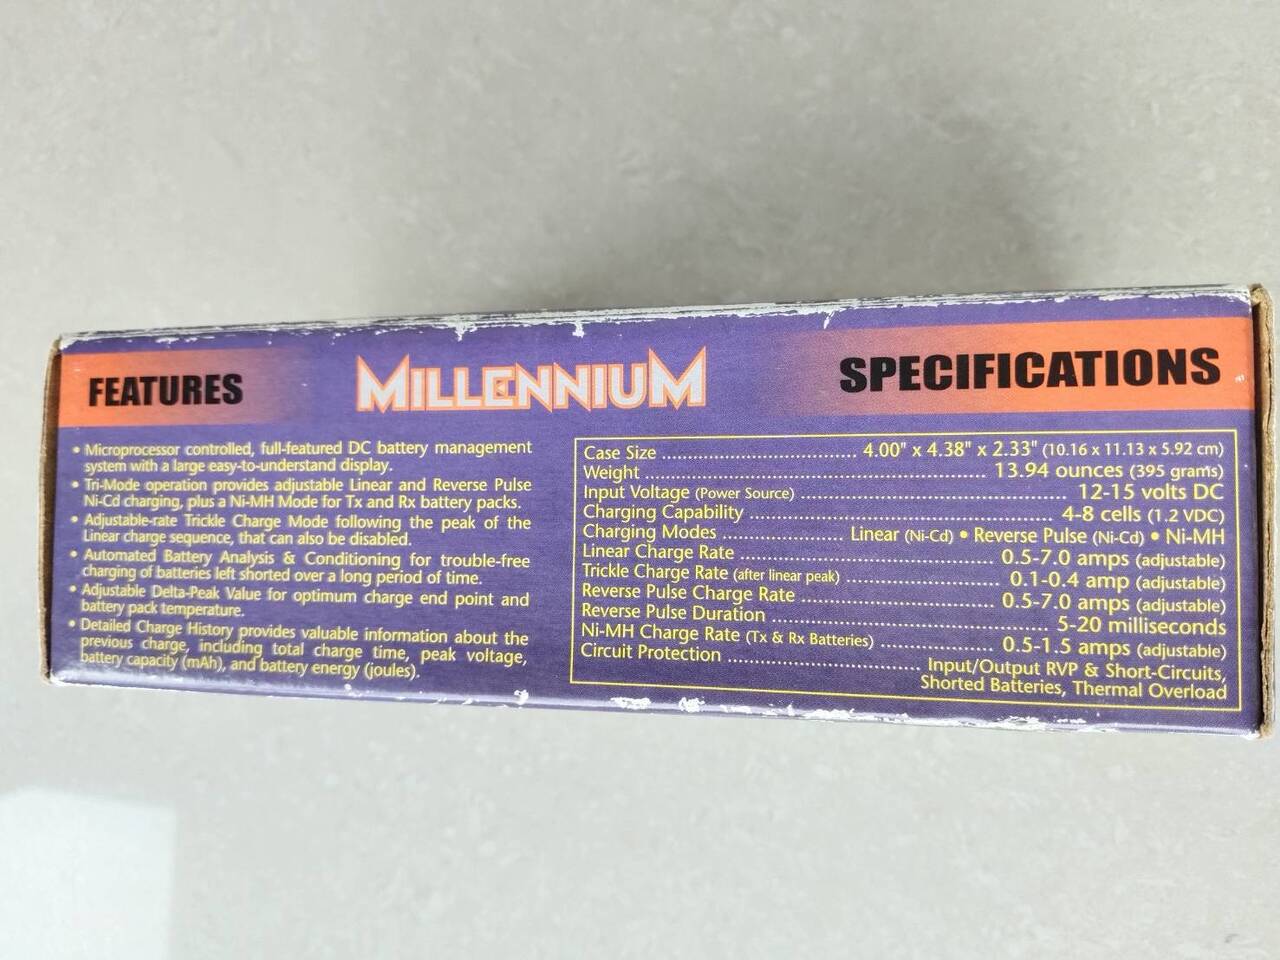 FEATURES
MILLENNIUM
SPECIFICATIONS
• Microprocessor controlled, full-featured DC battery management
system with a large easy-to-understand display.
• Tri-Mode operation provides adjustable Linear and Reverse Pulse
Ni-Cd charging, plus a Ni-MH Mode for Tx and Rx battery packs.
• Adjustable-rate Trickle Charge Mode following the peak of the
Linear charge sequence, that can also be disabled.
• Automated Battery Analysis & Conditioning for trouble-free
charging of batteries left shorted over a long period of time.
• Adjustable Delta-Peak Value for optimum charge end point and
battery pack temperature.
• Detailed Charge History provides valuable information about the
previous charge, including total charge time, peak voltage,
battery capacity (mAh), and battery energy (joules).
Case Size ................................ 4.00" x 4.38" x 2.33" (10.16 x 11.13 x 5.92 cm)
Weight ........................................................ 13.94 ounces (395 grams)
Input Voltage (Power Source) ............................................. 12-15 volts DC
Charging Capability .................................................. 4-8 cells (1.2 VDC)
Charging Modes .................... Linear (Ni-Cd) • Reverse Pulse (Ni-Cd) • Ni-MH
Linear Charge Rate ........................................... 0.5-7.0 amps (adjustable)
Trickle Charge Rate (after linear peak) ........................... 0.1-0.4 amp (adjustable)
Reverse Pulse Charge Rate ................................ 0.5-7.0 amps (adjustable)
Reverse Pulse Duration .............................................. 5-20 milliseconds
Ni-MH Charge Rate (Tx & Rx Batteries) ................... 0.5-1.5 amps (adjustable)
Circuit Protection ................................ Input/Output RVP & Short-Circuits,
Shorted Batteries, Thermal Overload